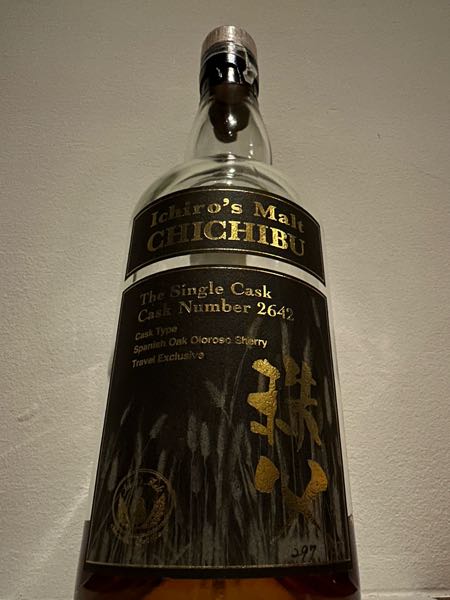 Ichiro's Malt
CHICHIBU
The Single Cask
Cask Number 2642
Cask Type
Spanish Oak Oloroso Sherry
Travel Exclusive
秩父
297